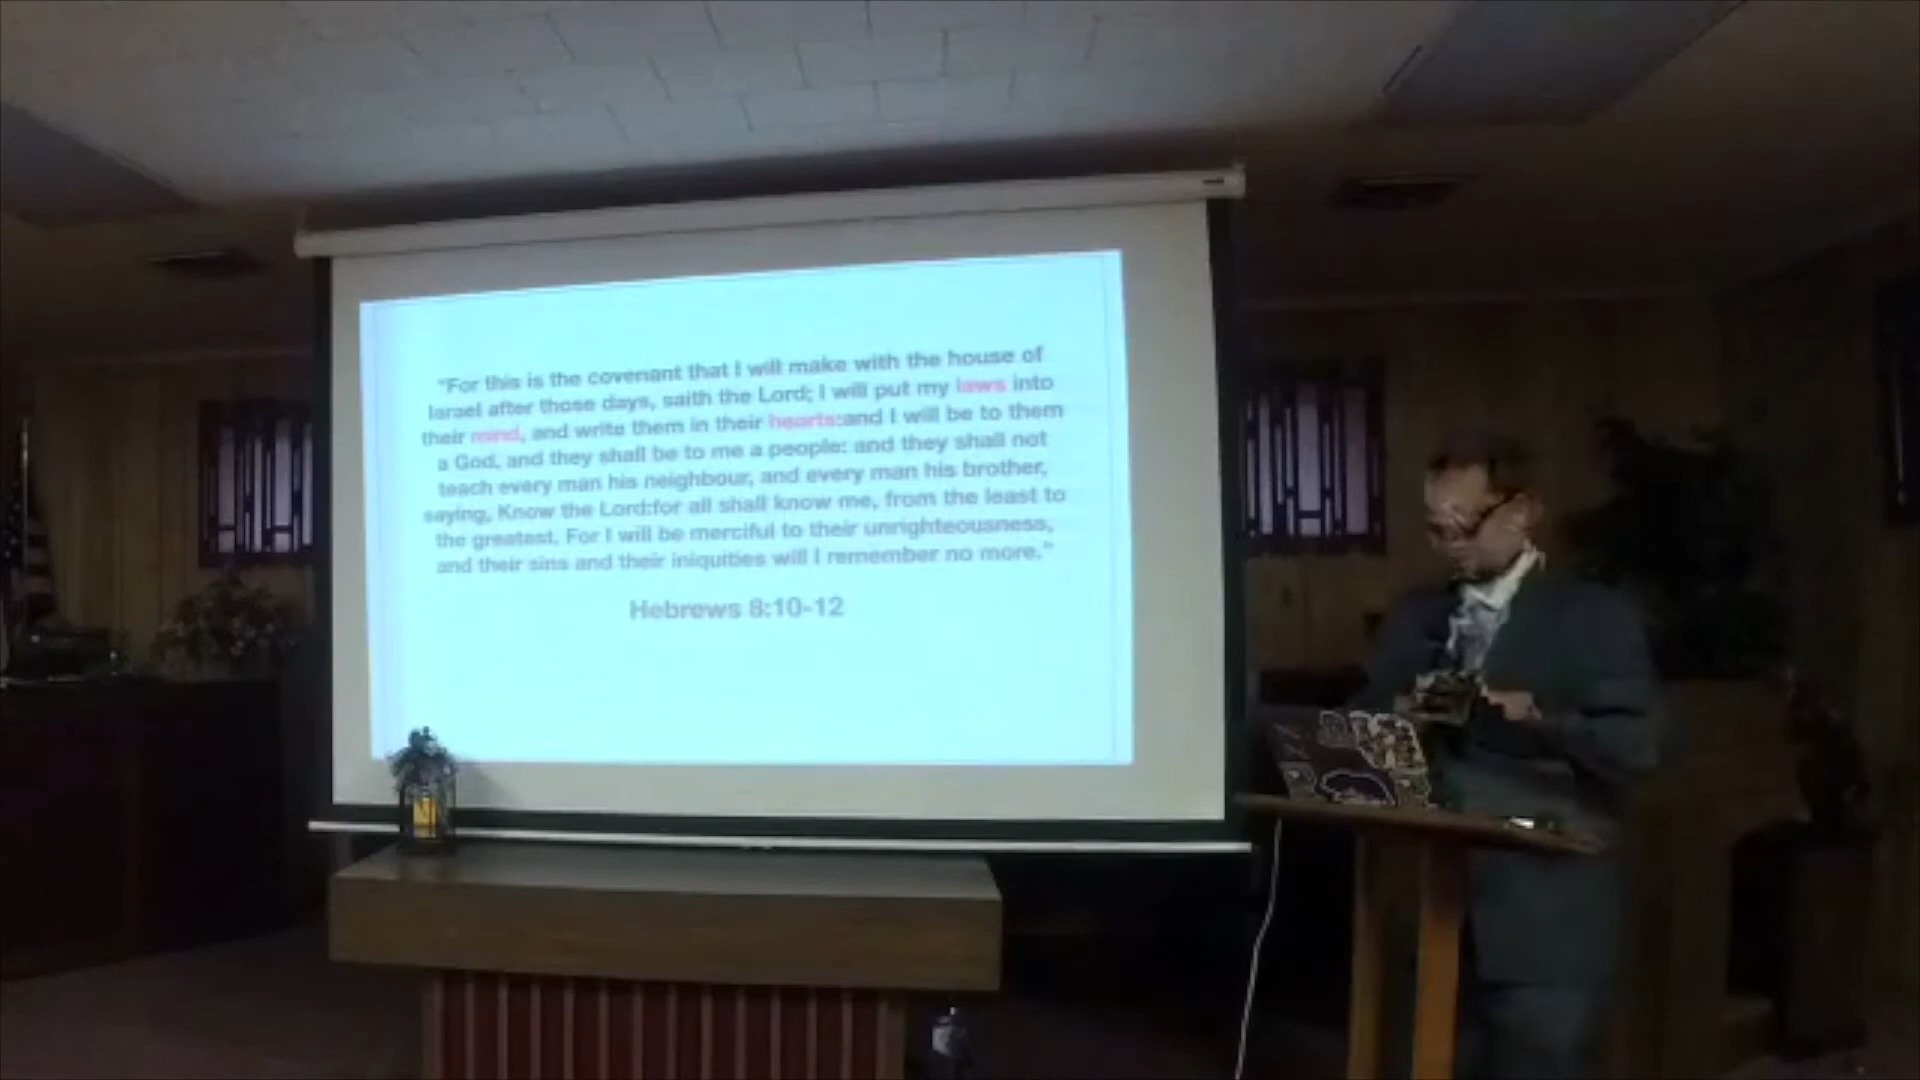 "For this is the covenant that I will make with the house of
Israel after those days, saith the Lord; I will put my laws into
their mind, and write them in their hearts:and I will be to them
a God, and they shall be to me a people: and they shall not
teach every man his neighbour, and every man his brother,
saying, Know the Lord:for all shall know me, from the least to
the greatest. For I will be merciful to their unrighteousness,
and their sins and their iniquities will I remember no more."
Hebrews 8:10-12